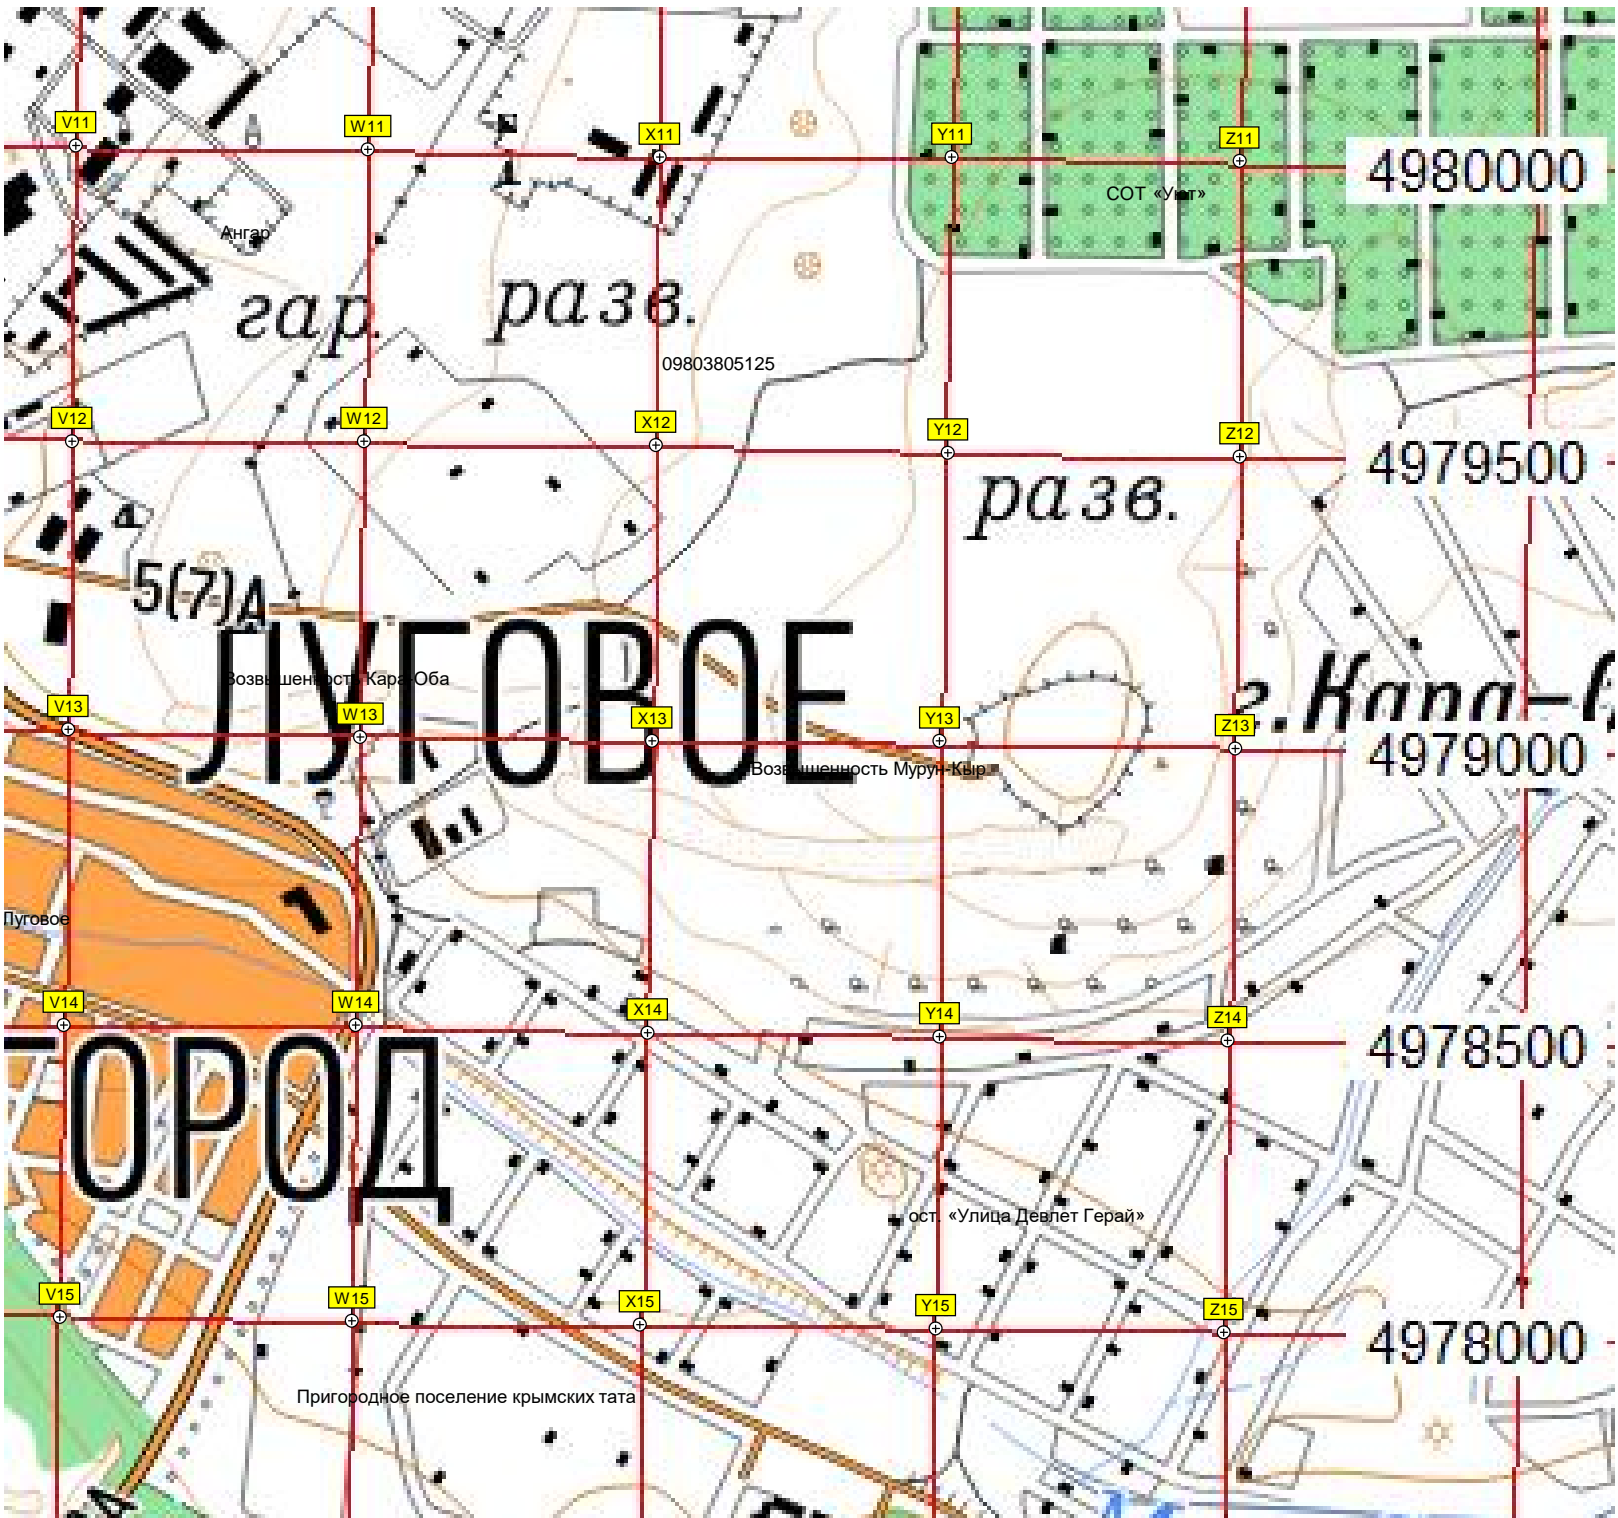 V11
W11
X11
Y11
Z11
4980000
СОТ «Уют»
Ангар
гар.
разв.
09803805125
V12
W12
X12
Y12
Z12
4979500
разв.
5(7)А
ЛУГОВОЕ
Возвышенность Кара-Оба
г.Кара-
V13
W13
X13
Y13
Z13
4979000
Возвышенность Мурун-Кыр
Луговое
V14
W14
X14
Y14
Z14
4978500
ГОРОД
ост. «Улица Девлет Герай»
V15
W15
X15
Y15
Z15
4978000
Пригородное поселение крымских тата